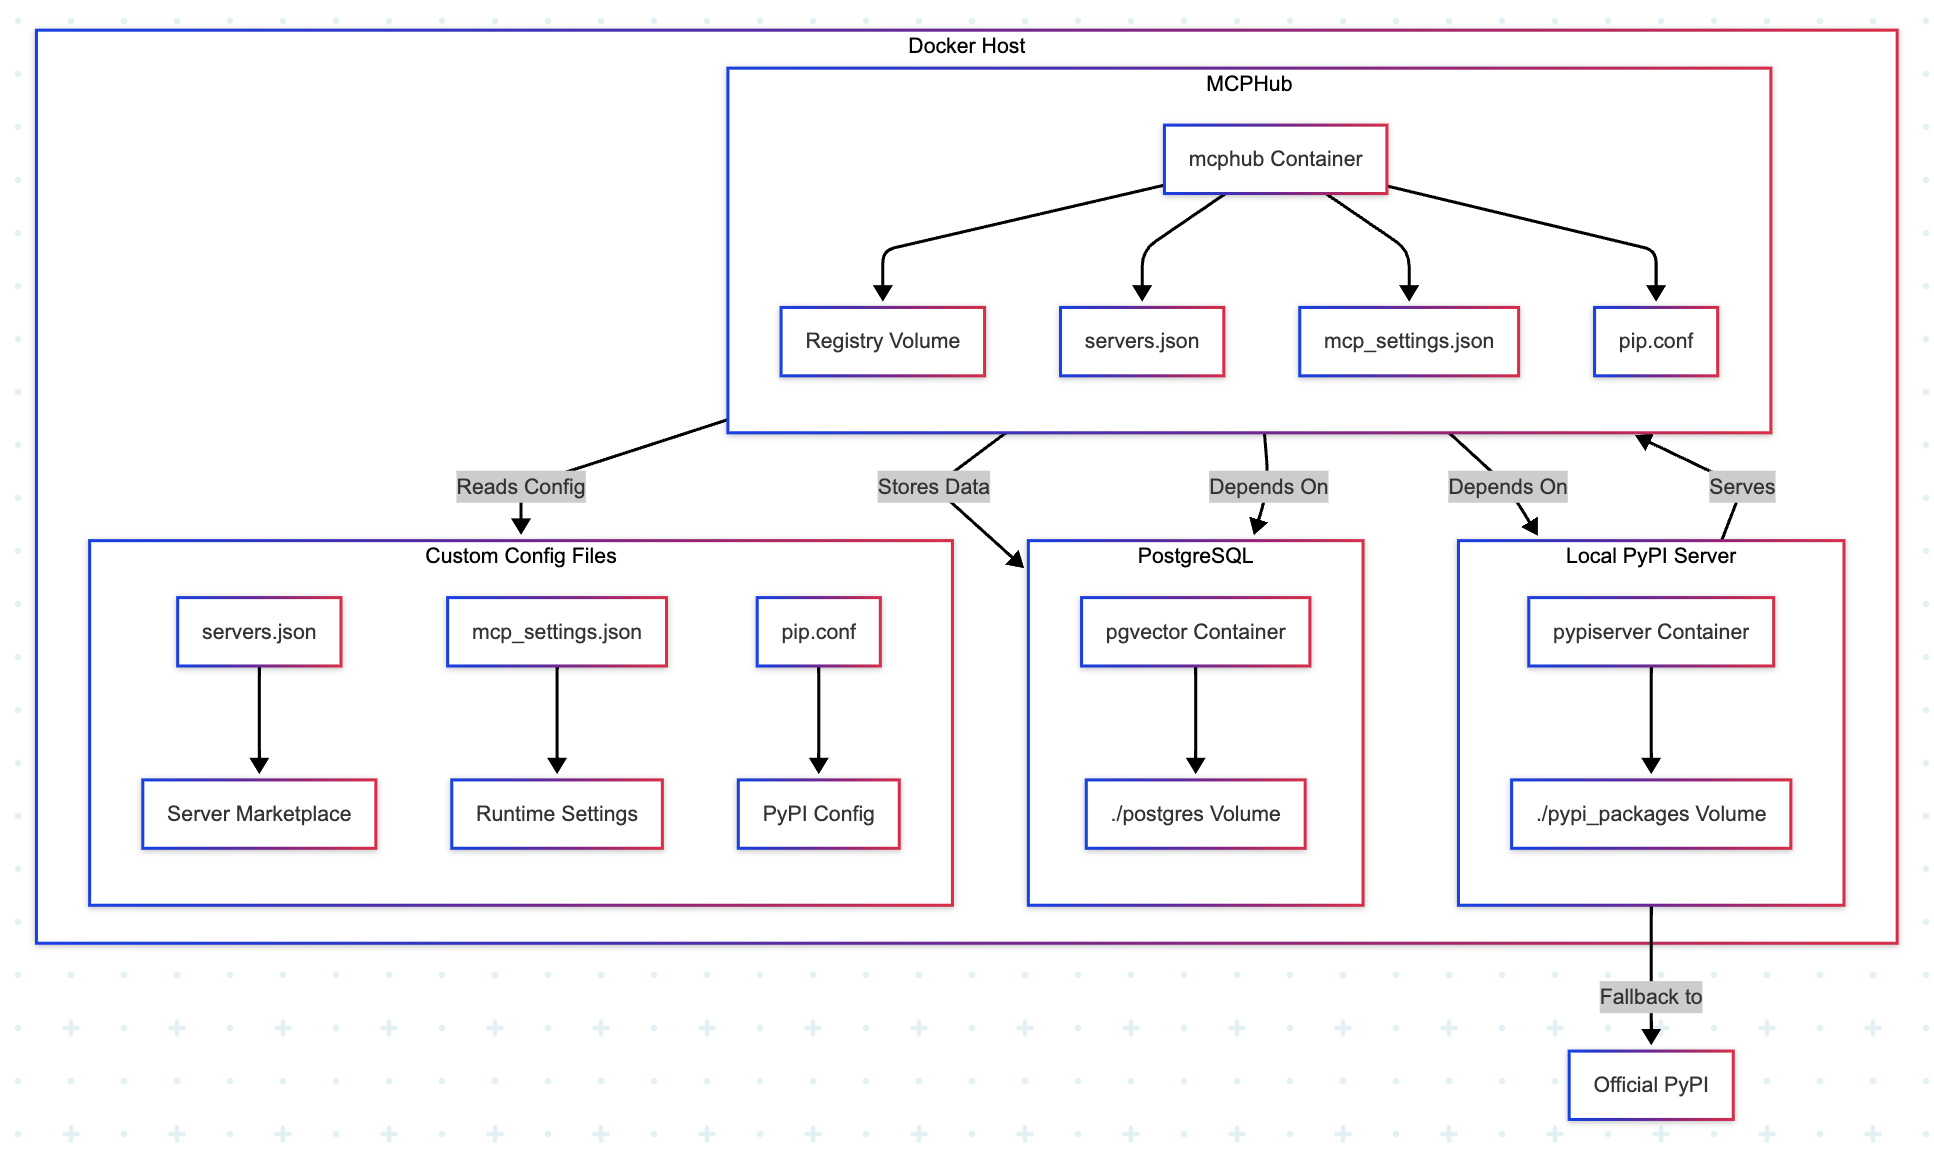 Docker Host
MCPHub
mcphub Container
Registry Volume
servers.json
mcp_settings.json
pip.conf
Reads Config
Stores Data
Depends On
Depends On
Serves
Custom Config Files
PostgreSQL
Local PyPI Server
servers.json
mcp_settings.json
pip.conf
pgvector Container
pypiserver Container
Server Marketplace
Runtime Settings
PyPI Config
./postgres Volume
./pypi_packages Volume
Fallback to
Official PyPI